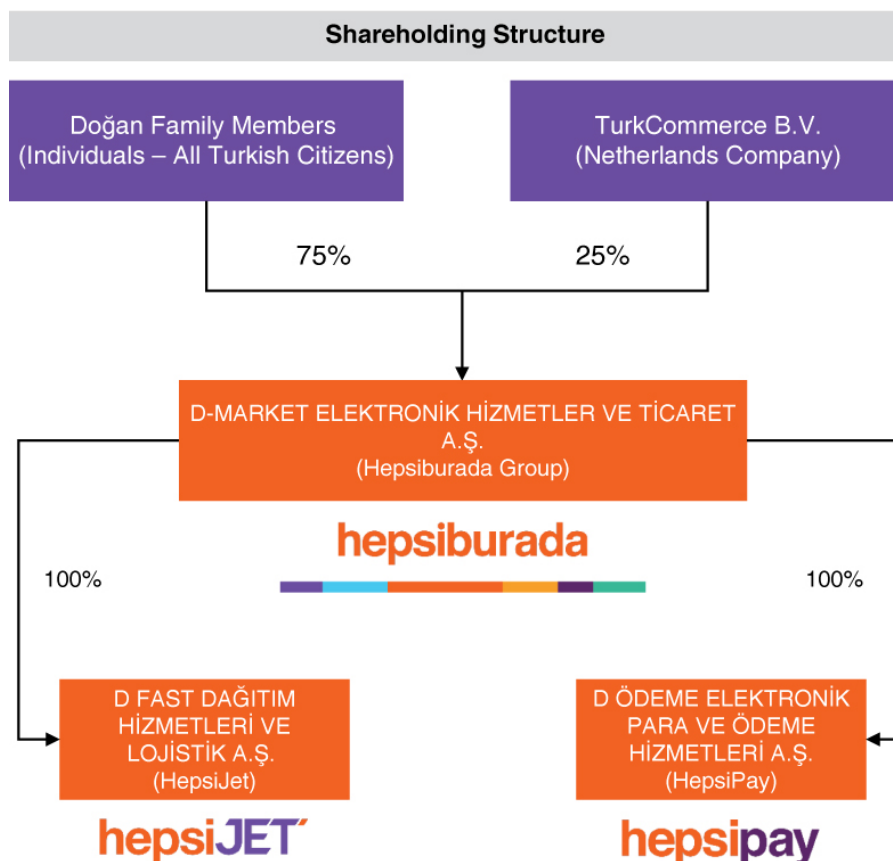 Shareholding Structure
Doğan Family Members
(Individuals – All Turkish Citizens)
TurkCommerce B.V.
(Netherlands Company)
75%
25%
D-MARKET ELEKTRONİK HİZMETLER VE TİCARET
A.Ş.
(Hepsiburada Group)
hepsiburada
100%
100%
D FAST DAĞITIM
HİZMETLERİ VE
LOJİSTİK A.Ş.
(HepsiJet)
D ÖDEME ELEKTRONİK
PARA VE ÖDEME
HİZMETLERİ A.Ş.
(HepsiPay)
hepsiJET
hepsipay